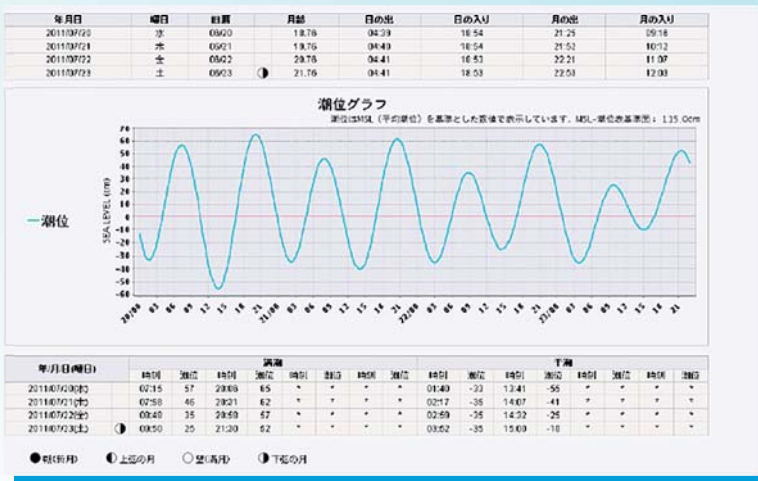 年月日 曜日 旧暦 月齢 日の出 日の入り 月の出 月の入り
2011/07/20 水 06/20 18.76 04:39 18:54 21:25 09:16
2011/07/21 木 06/21 19.76 04:40 18:54 21:52 10:12
2011/07/22 金 06/22 20.76 04:41 18:53 22:21 11:07
2011/07/23 土 06/23 21.76 04:41 18:53 22:53 12:03
潮位グラフ
潮位はMSL（平均潮位）を基準とした数値で表示しています. MSL-潮位表基準面： 115.0cm
70
60
50
40
30
20
10
0
-10
-20
-30
-40
-50
-60
SEA LEVEL (cm)
潮位
20/00 03 06 09 12 15 18 21 21/00 03 06 09 12 15 18 21 22/00 03 06 09 12 15 18 21 23/00 03 06 09 12 15 18 21
年/月/日(曜日) 満潮 干潮
時刻 潮位 時刻 潮位 時刻 潮位 時刻 潮位 時刻 潮位 時刻 潮位 時刻 潮位 時刻 潮位
2011/07/20(水) 07:15 57 20:06 65 * * * * 01:40 -33 13:41 -55 * * * *
2011/07/21(木) 07:58 46 20:31 62 * * * * 02:17 -35 14:07 -41 * * * *
2011/07/22(金) 08:49 35 20:59 57 * * * * 02:59 -35 14:32 -25 * * * *
2011/07/23(土) 09:50 25 21:30 52 * * * * 03:52 -35 15:00 -10 * * * *
朔(新月) 上弦の月 望(満月) 下弦の月